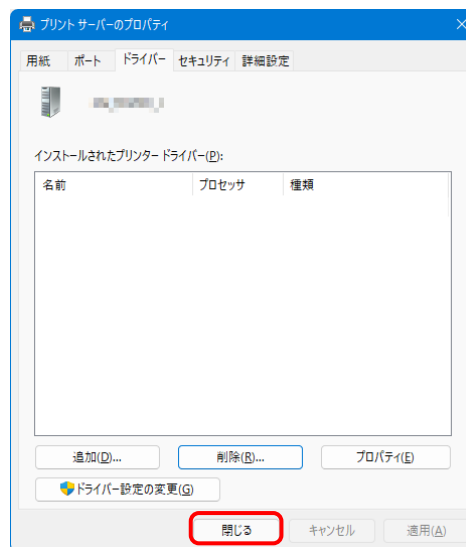 プリント サーバーのプロパティ
用紙 ポート ドライバー セキュリティ 詳細設定
インストールされたプリンター ドライバー(P):
名前 プロセッサ 種類
追加(D)... 削除(R)... プロパティ(E)
ドライバー設定の変更(G)
閉じる キャンセル 適用(A)